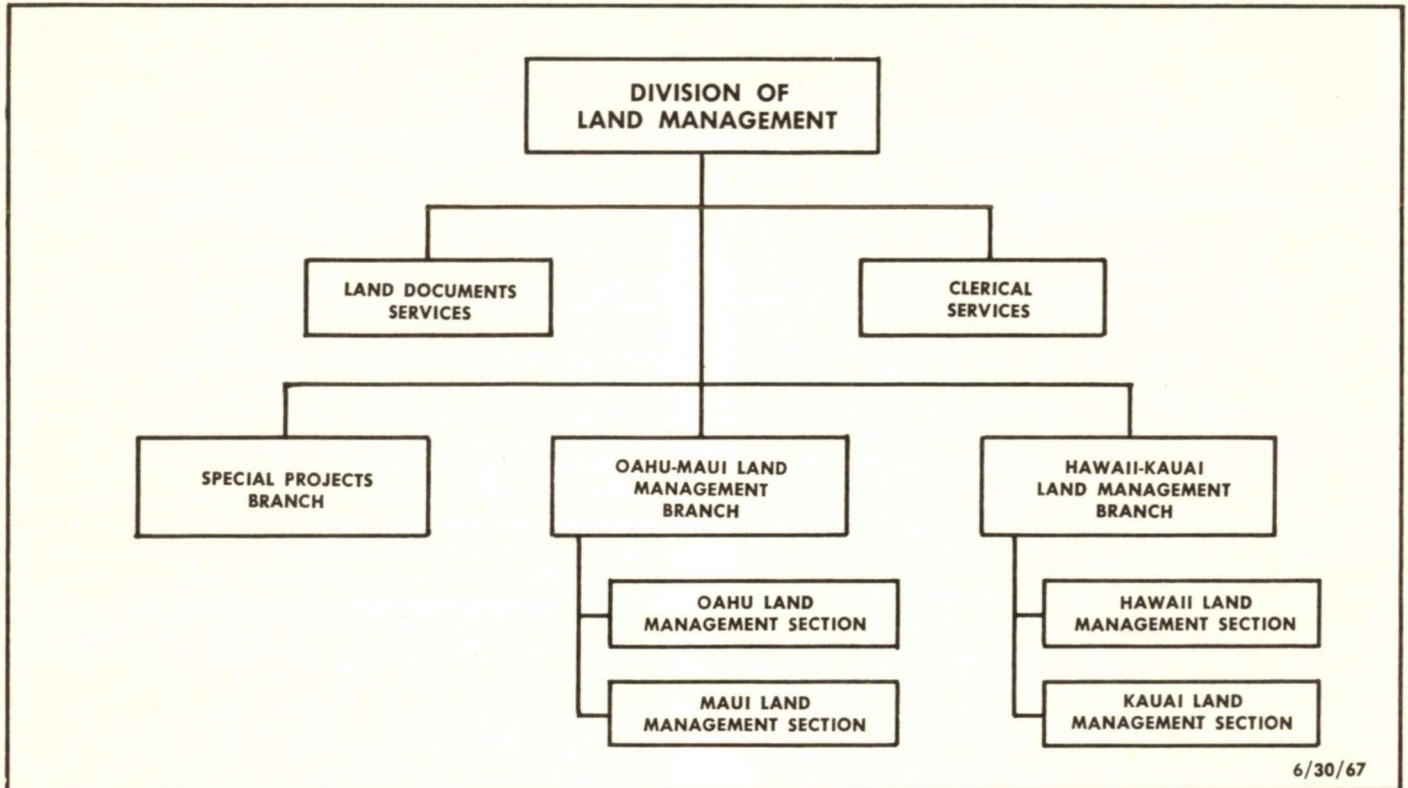 DIVISION OF
LAND MANAGEMENT
LAND DOCUMENTS
SERVICES
CLERICAL
SERVICES
SPECIAL PROJECTS
BRANCH
OAHU-MAUI LAND
MANAGEMENT
BRANCH
HAWAII-KAUAI
LAND MANAGEMENT
BRANCH
OAHU LAND
MANAGEMENT SECTION
HAWAII LAND
MANAGEMENT SECTION
MAUI LAND
MANAGEMENT SECTION
KAUAI LAND
MANAGEMENT SECTION
6/30/67